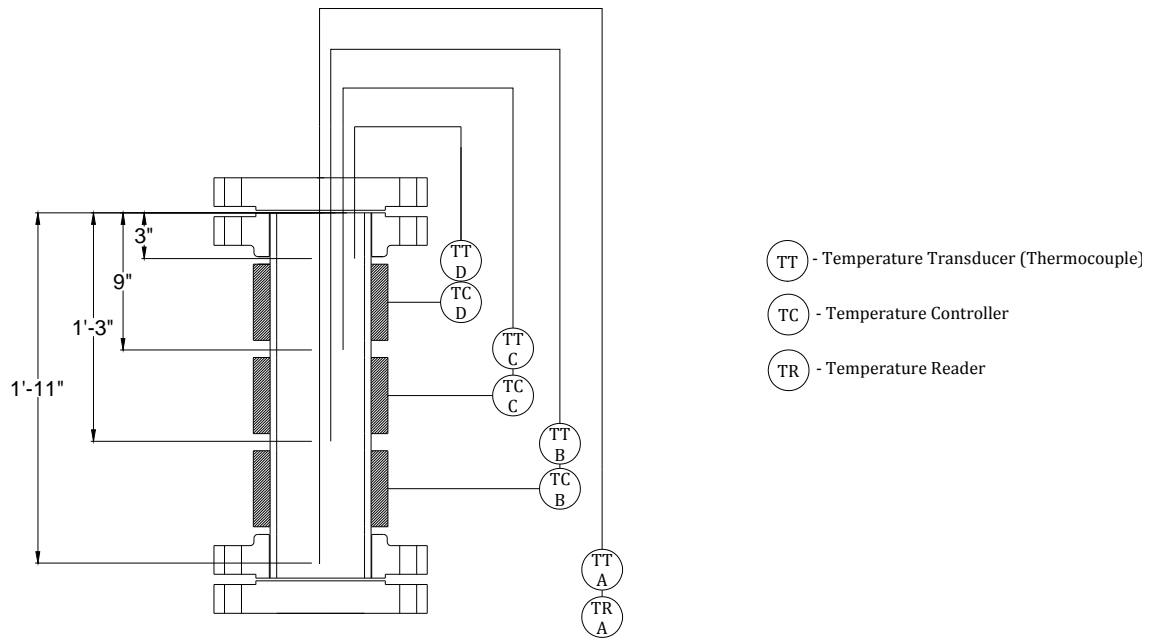 3"
9"
1'-3"
1'-11"
TT
D
TC
D
TT
C
TC
C
TT
B
TC
B
TT
A
TR
A
TT - Temperature Transducer (Thermocouple)
TC - Temperature Controller
TR - Temperature Reader